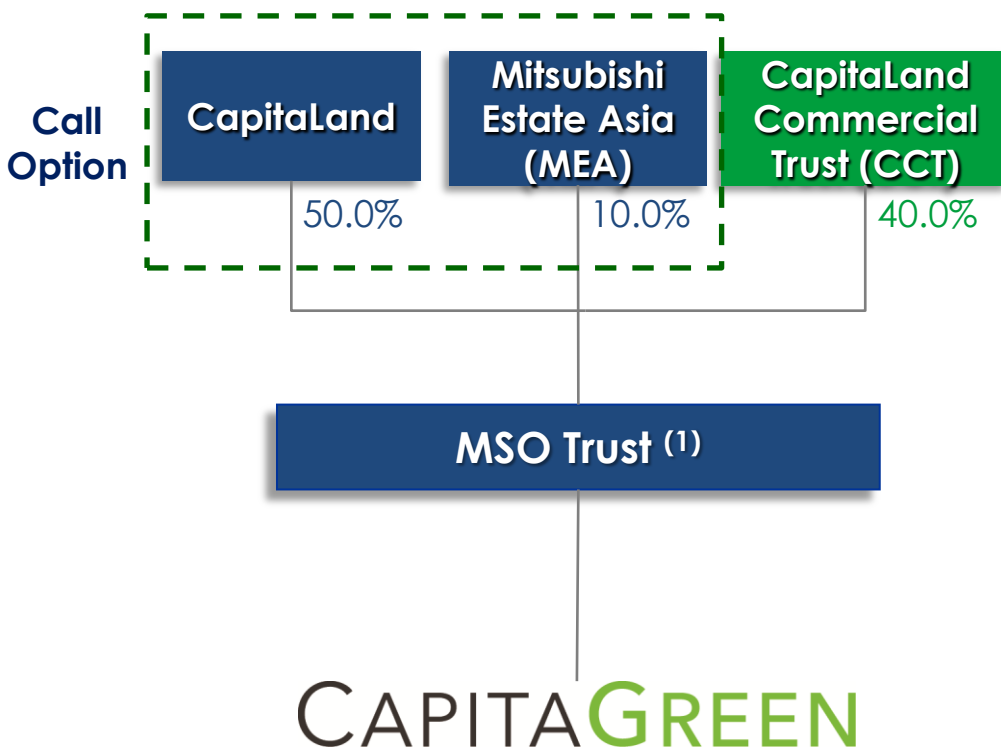 Call
Option
CapitaLand
Mitsubishi
Estate Asia
(MEA)
CapitaLand
Commercial
Trust (CCT)
50.0%
10.0%
40.0%
MSO Trust (1)
CAPITAGREEN